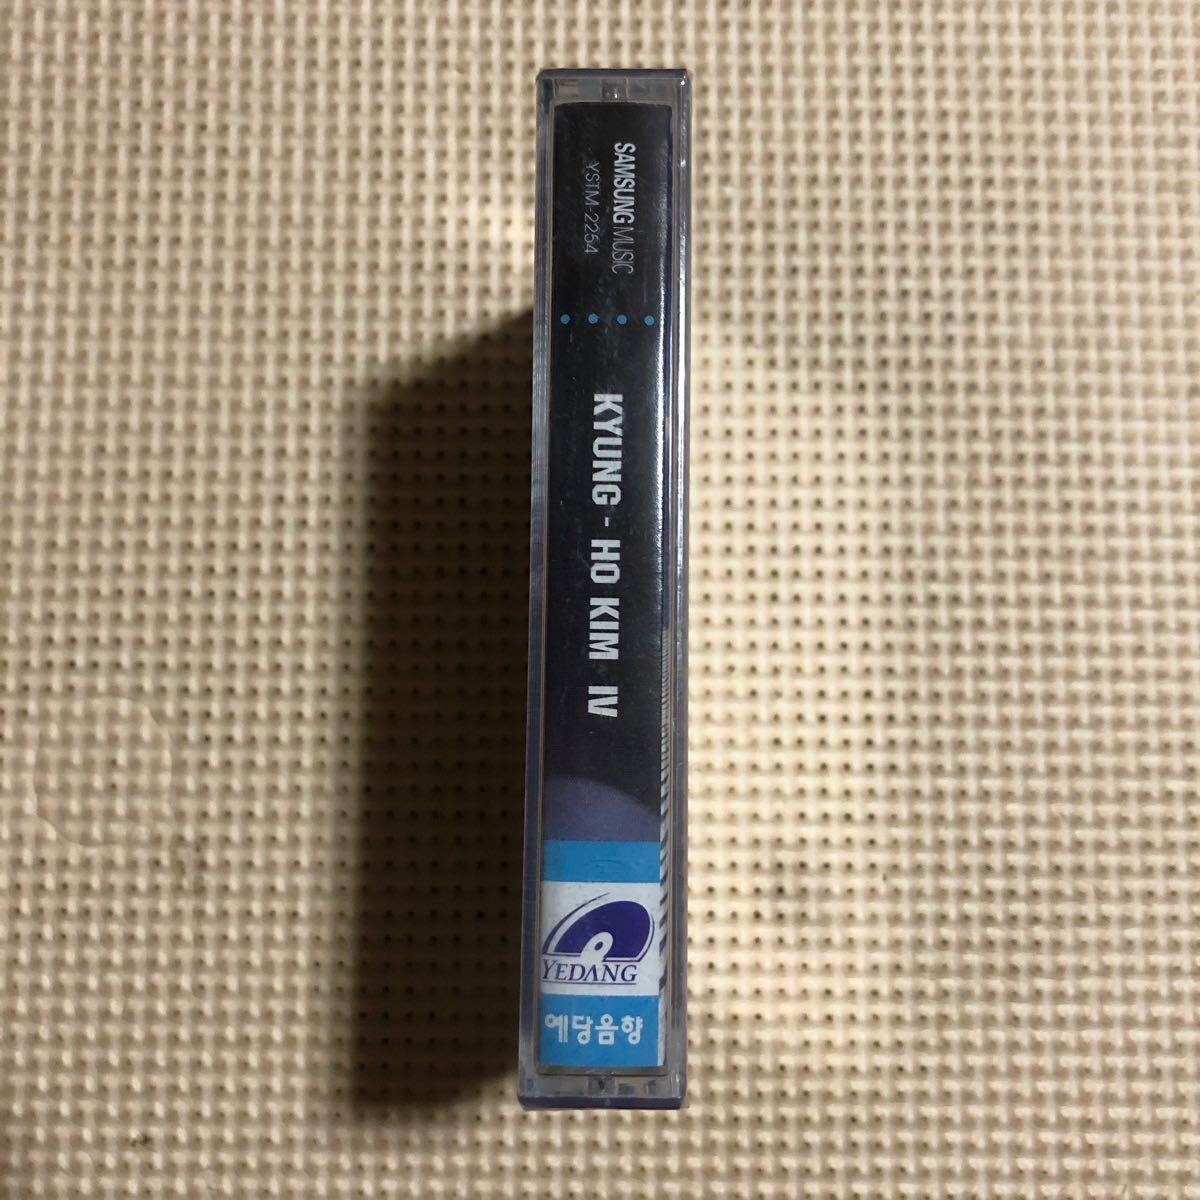 SAMSUNG MUSIC
YSTM-2254
KYUNG - HO KIM IV
YEDANG
예당음향